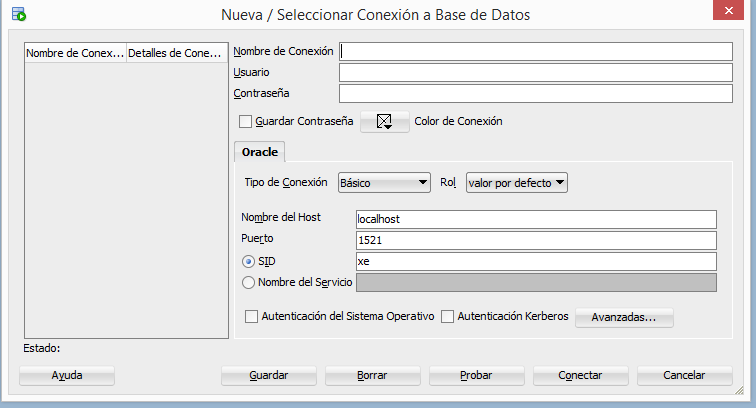 Nueva / Seleccionar Conexión a Base de Datos
Nombre de Conex... Detalles de Cone...
Nombre de Conexión
Usuario
Contraseña
Guardar Contraseña Color de Conexión
Oracle
Tipo de Conexión Básico Rol valor por defecto
Nombre del Host localhost
Puerto 1521
SID xe
Nombre del Servicio
Autenticación del Sistema Operativo Autenticación Kerberos Avanzadas...
Estado:
Ayuda Guardar Borrar Probar Conectar Cancelar